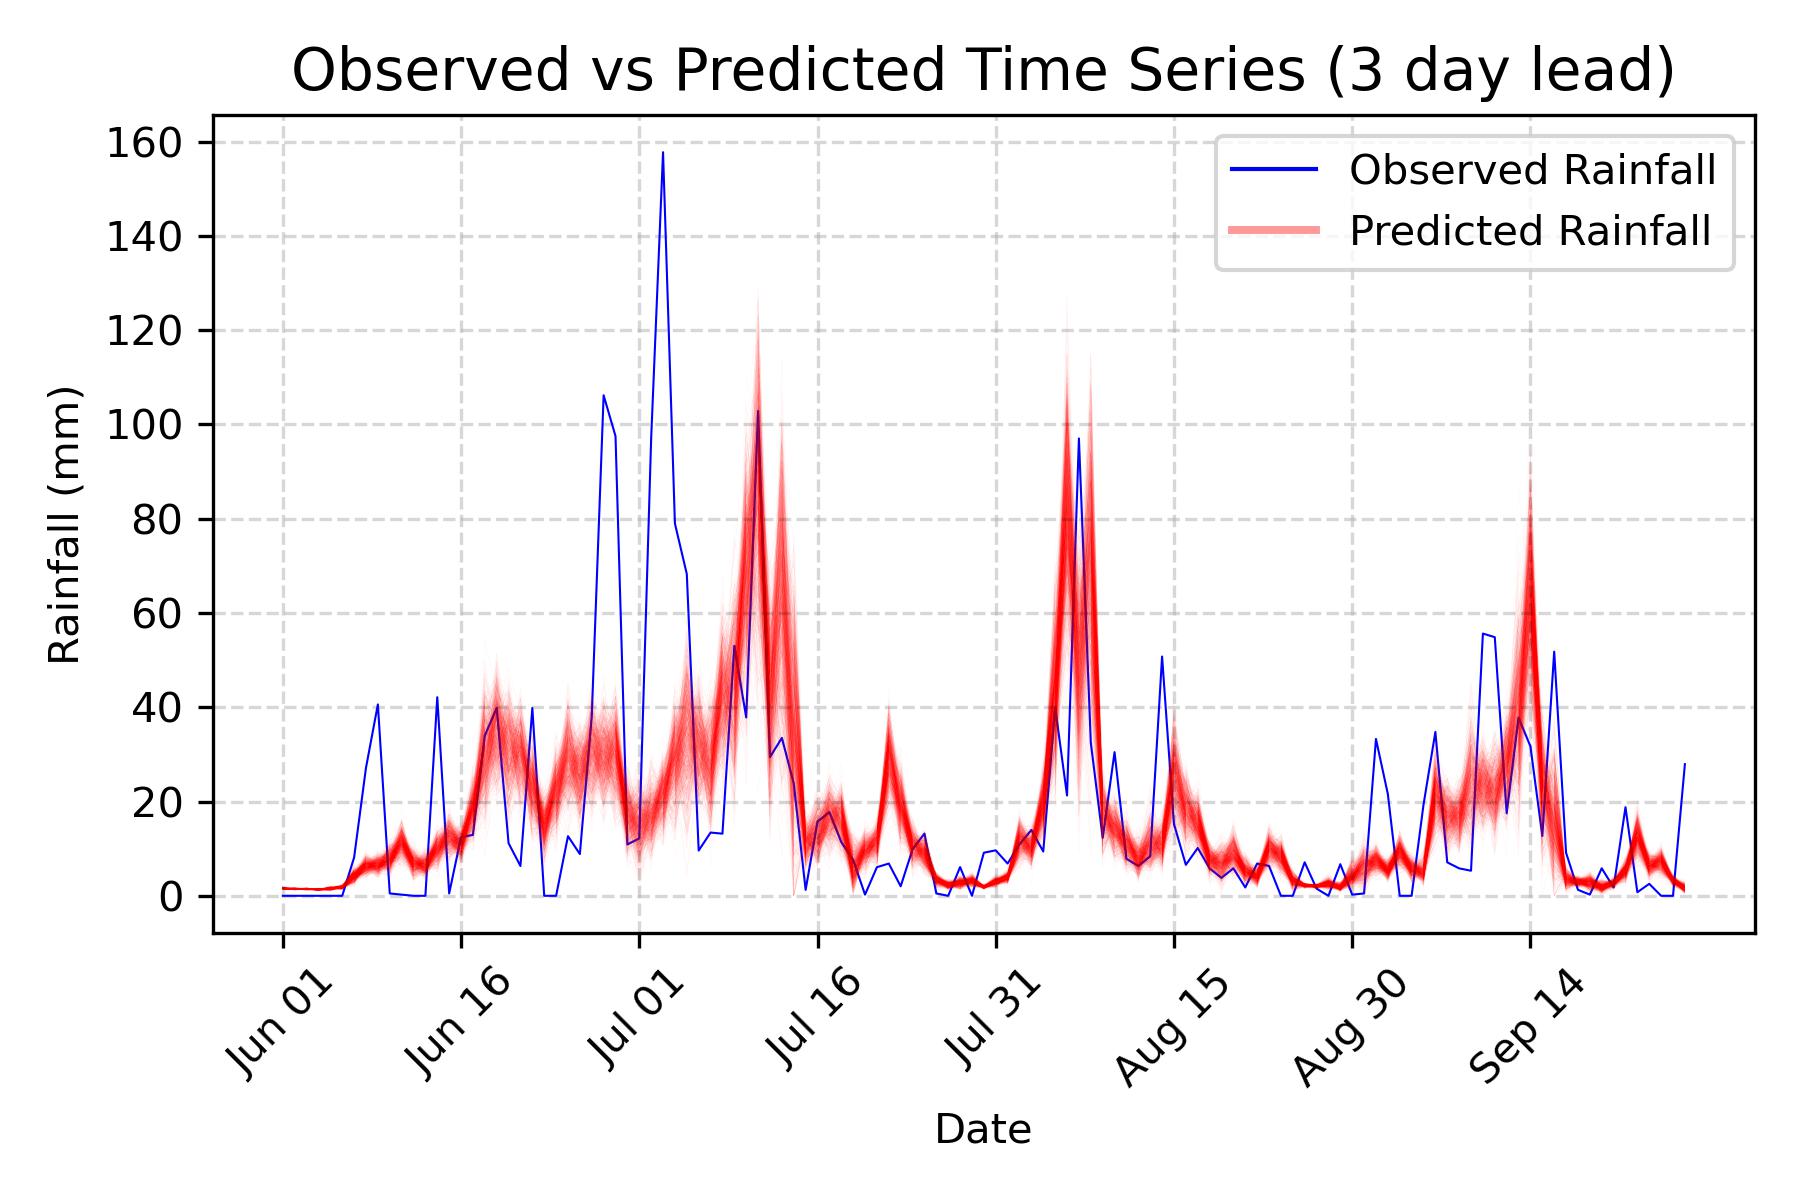 Observed vs Predicted Time Series (3 day lead)
160
140
120
100
80
60
40
20
0
Rainfall (mm)
Observed Rainfall
Predicted Rainfall
Jun 01
Jun 16
Jul 01
Jul 16
Jul 31
Aug 15
Aug 30
Sep 14
Date